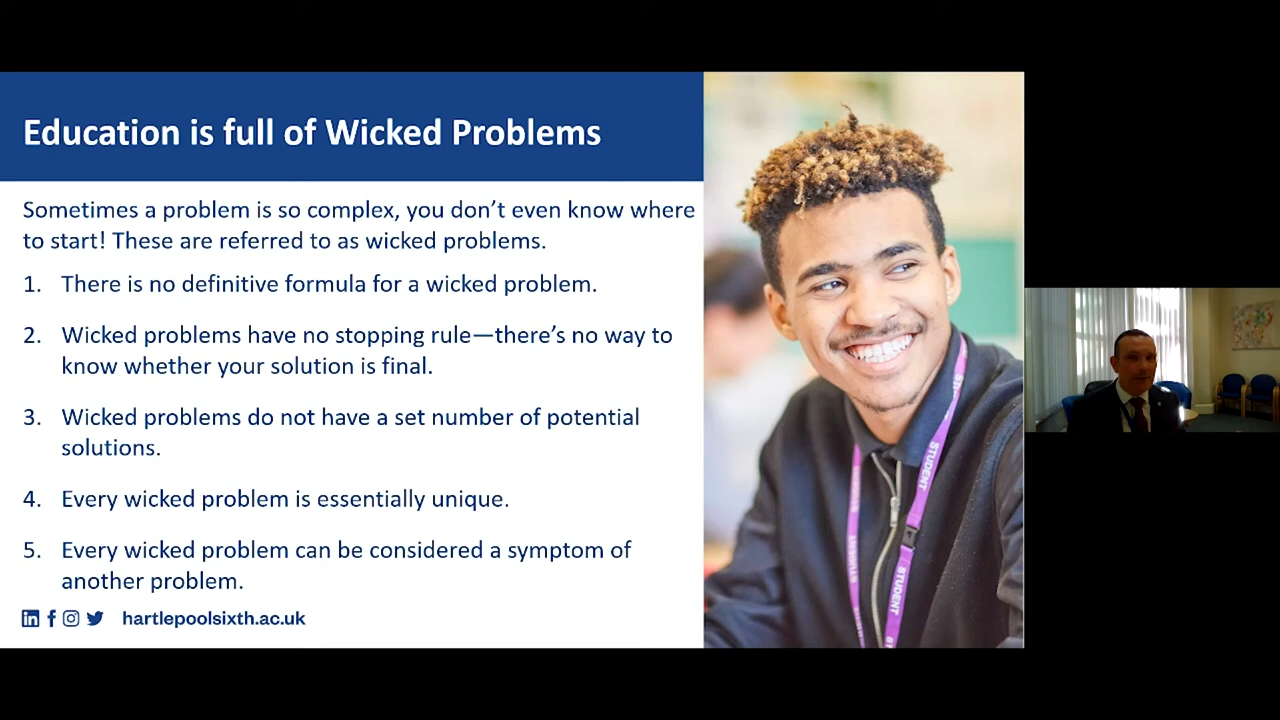 Education is full of Wicked Problems
Sometimes a problem is so complex, you don’t even know where
to start! These are referred to as wicked problems.
1. There is no definitive formula for a wicked problem.
2. Wicked problems have no stopping rule—there’s no way to
know whether your solution is final.
3. Wicked problems do not have a set number of potential
solutions.
4. Every wicked problem is essentially unique.
5. Every wicked problem can be considered a symptom of
another problem.
hartlepoolsixth.ac.uk
STUDENT
STUDENT